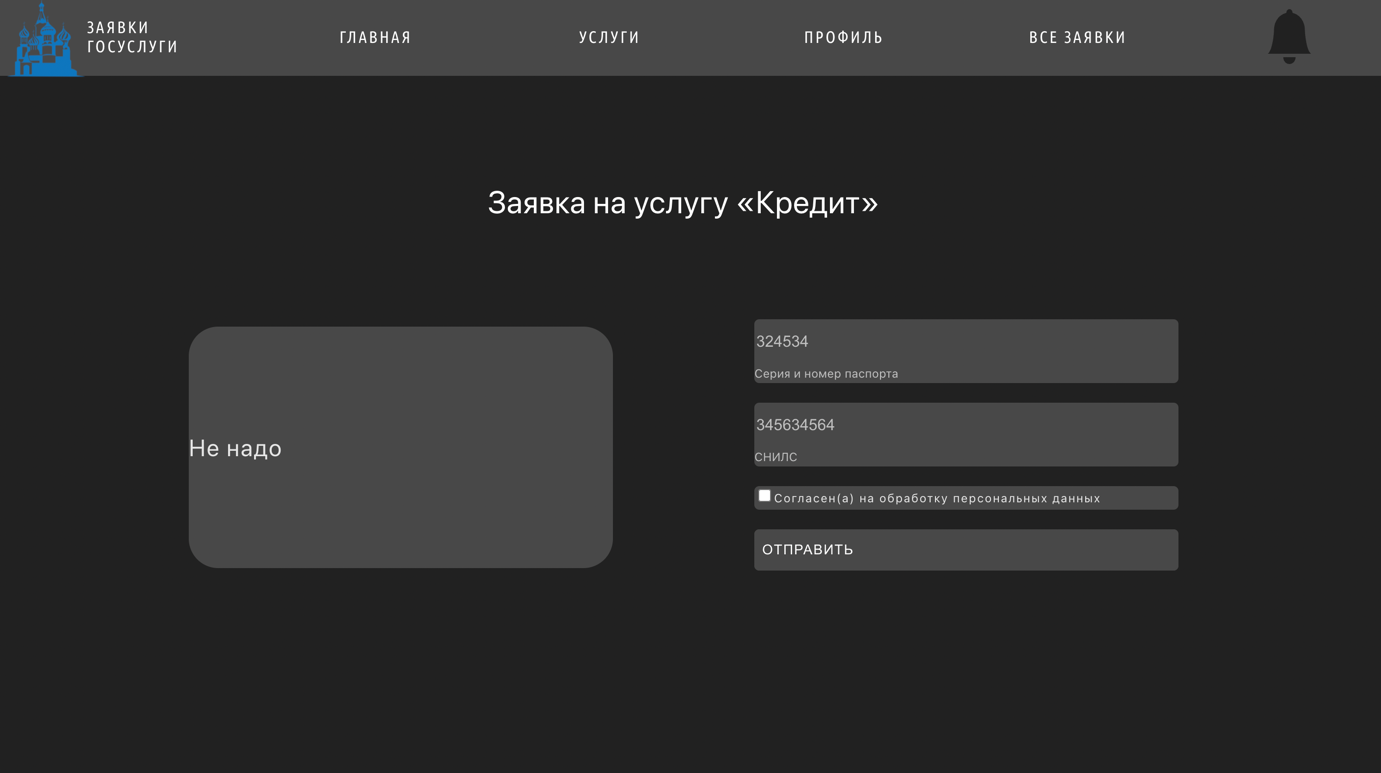 ЗАЯВКИ
ГОСУСЛУГИ
ГЛАВНАЯ
УСЛУГИ
ПРОФИЛЬ
ВСЕ ЗАЯВКИ
Заявка на услугу «Кредит»
Не надо
324534
Серия и номер паспорта
345634564
СНИЛС
Согласен(а) на обработку персональных данных
ОТПРАВИТЬ